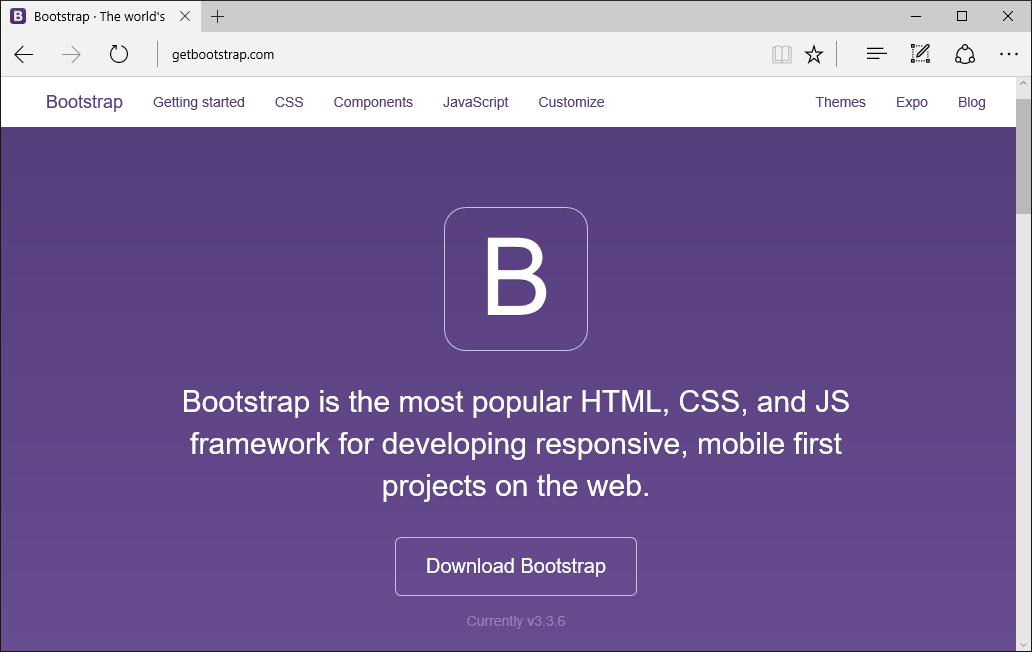 B Bootstrap · The world's
getbootstrap.com
Bootstrap Getting started CSS Components JavaScript Customize Themes Expo Blog
B
Bootstrap is the most popular HTML, CSS, and JS
framework for developing responsive, mobile first
projects on the web.
Download Bootstrap
Currently v3.3.6